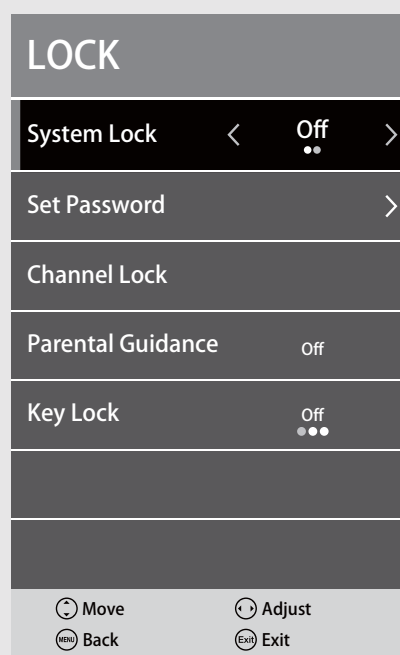 LOCK
System Lock < Off >
Set Password >
Channel Lock
Parental Guidance Off
Key Lock Off
Move Adjust
MENU Back Exit Exit